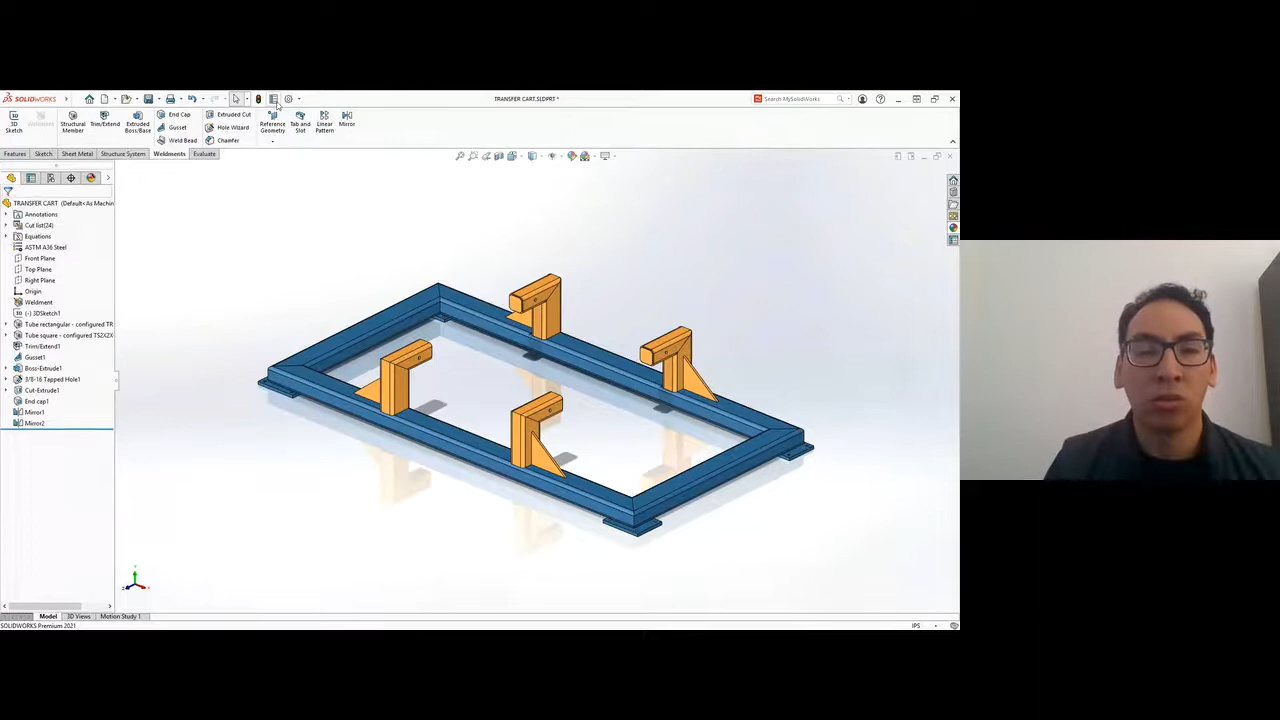 SOLIDWORKS
TRANSFER CART.SLDPRT *
Search MySolidWorks
3D Sketch
Weldment
Structural Member
Trim/Extend
Extruded Boss/Base
End Cap
Gusset
Weld Bead
Extruded Cut
Hole Wizard
Chamfer
Reference Geometry
Tab and Slot
Linear Pattern
Mirror
Features
Sketch
Sheet Metal
Structure System
Weldments
Evaluate
TRANSFER CART (Default<As Machin
Annotations
Cut list(24)
Equations
ASTM A36 Steel
Front Plane
Top Plane
Right Plane
Origin
Weldment
(-) 3DSketch1
Tube rectangular - configured TR
Tube square - configured TS2X2X
Trim/Extend1
Gusset1
Boss-Extrude1
3/8-16 Tapped Hole1
Cut-Extrude1
End cap1
Mirror1
Mirror2
Model
3D Views
Motion Study 1
SOLIDWORKS Premium 2021
IPS